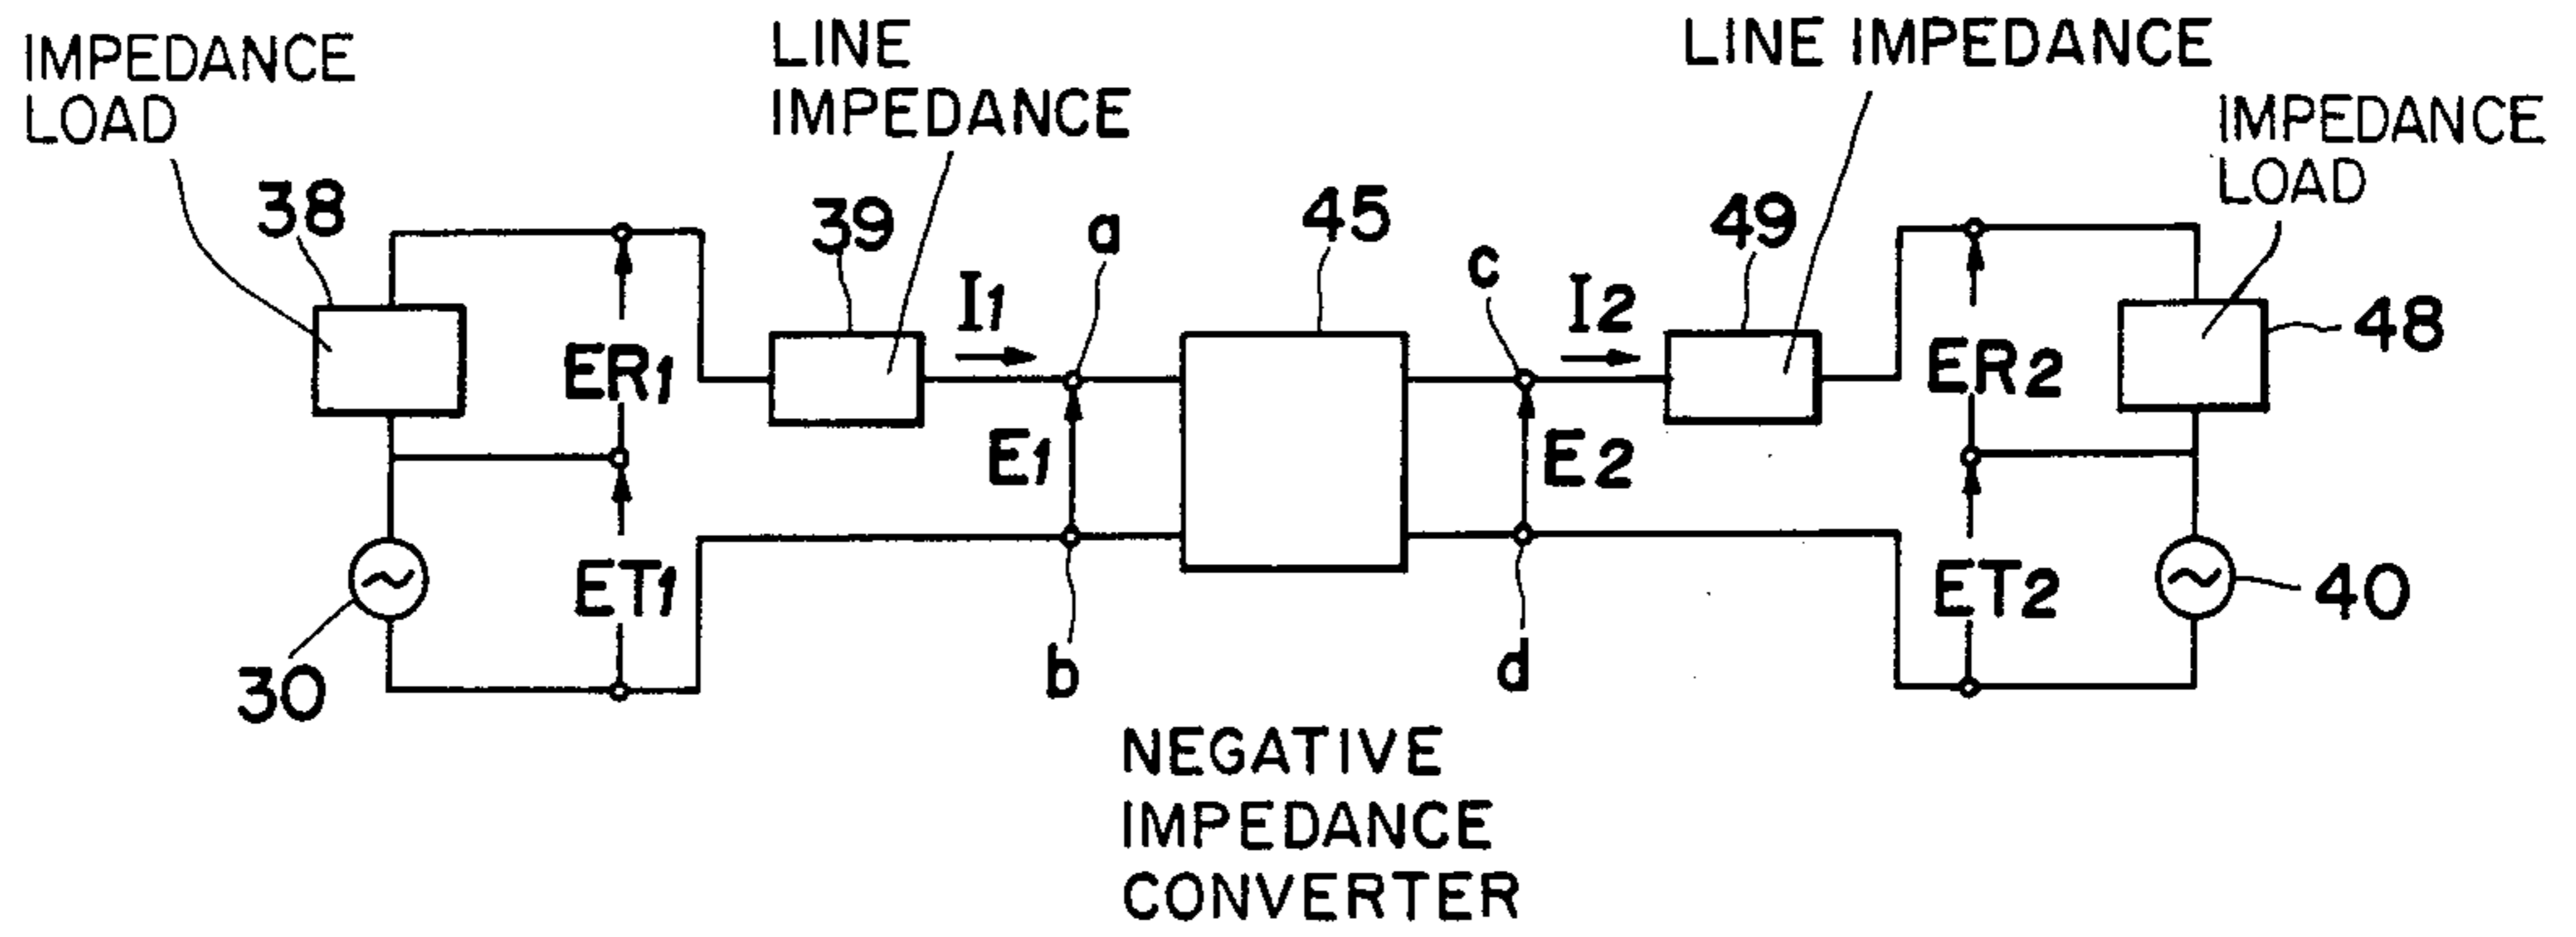 IMPEDANCE
LOAD
LINE
IMPEDANCE
LINE IMPEDANCE
IMPEDANCE
LOAD
38
39
a
45
c
49
48
I1
I2
ER1
E1
E2
ER2
ET1
ET2
30
40
b
d
NEGATIVE
IMPEDANCE
CONVERTER